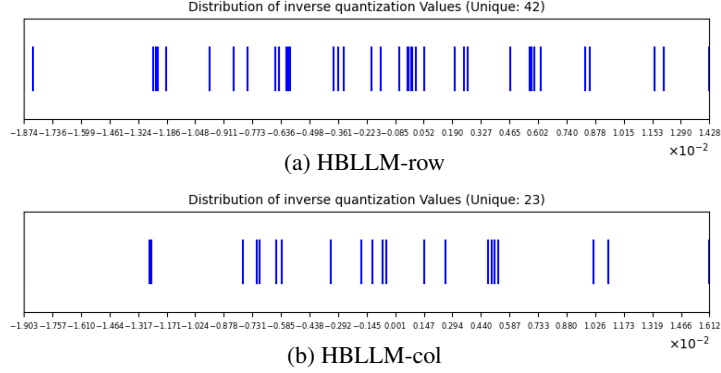 Distribution of inverse quantization Values (Unique: 42)
−1.874 −1.736 −1.599 −1.461 −1.324 −1.186 −1.048 −0.911 −0.773 −0.636 −0.498 −0.361 −0.223 −0.085 0.052 0.190 0.327 0.465 0.602 0.740 0.878 1.015 1.153 1.290 1.428
×10⁻²
(a) HBLLM-row
Distribution of inverse quantization Values (Unique: 23)
−1.903 −1.757 −1.610 −1.464 −1.317 −1.171 −1.024 −0.878 −0.731 −0.585 −0.438 −0.292 −0.145 0.001 0.147 0.294 0.440 0.587 0.733 0.880 1.026 1.173 1.319 1.466 1.612
×10⁻²
(b) HBLLM-col